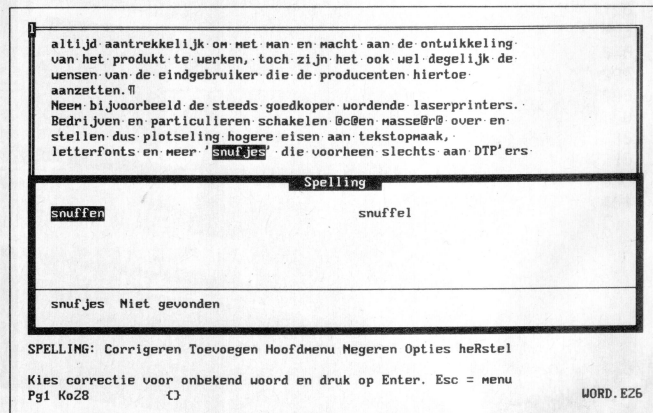 1
altijd·aantrekkelijk·om·met·man·en·macht·aan·de·ontwikkeling·
van·het·produkt·te·werken,·toch·zijn·het·ook·wel·degelijk·de·
wensen·van·de·eindgebruiker·die·de·producenten·hiertoe·
aanzetten.¶
Neem·bijvoorbeeld·de·steeds·goedkoper·wordende·laserprinters.·
Bedrijven·en·particulieren·schakelen·@c@en·masse@r@·over·en·
stellen·dus·plotseling·hogere·eisen·aan·tekstopmaak,·
letterfonts·en·meer·'snufjes'·die·voorheen·slechts·aan·DTP'ers·
Spelling
snuffen snuffel
snufjes Niet gevonden
SPELLING: Corrigeren Toevoegen Hoofdmenu Negeren Opties heRstel
Kies correctie voor onbekend woord en druk op Enter. Esc = menu
Pg1 Ko28 {} WORD.E26